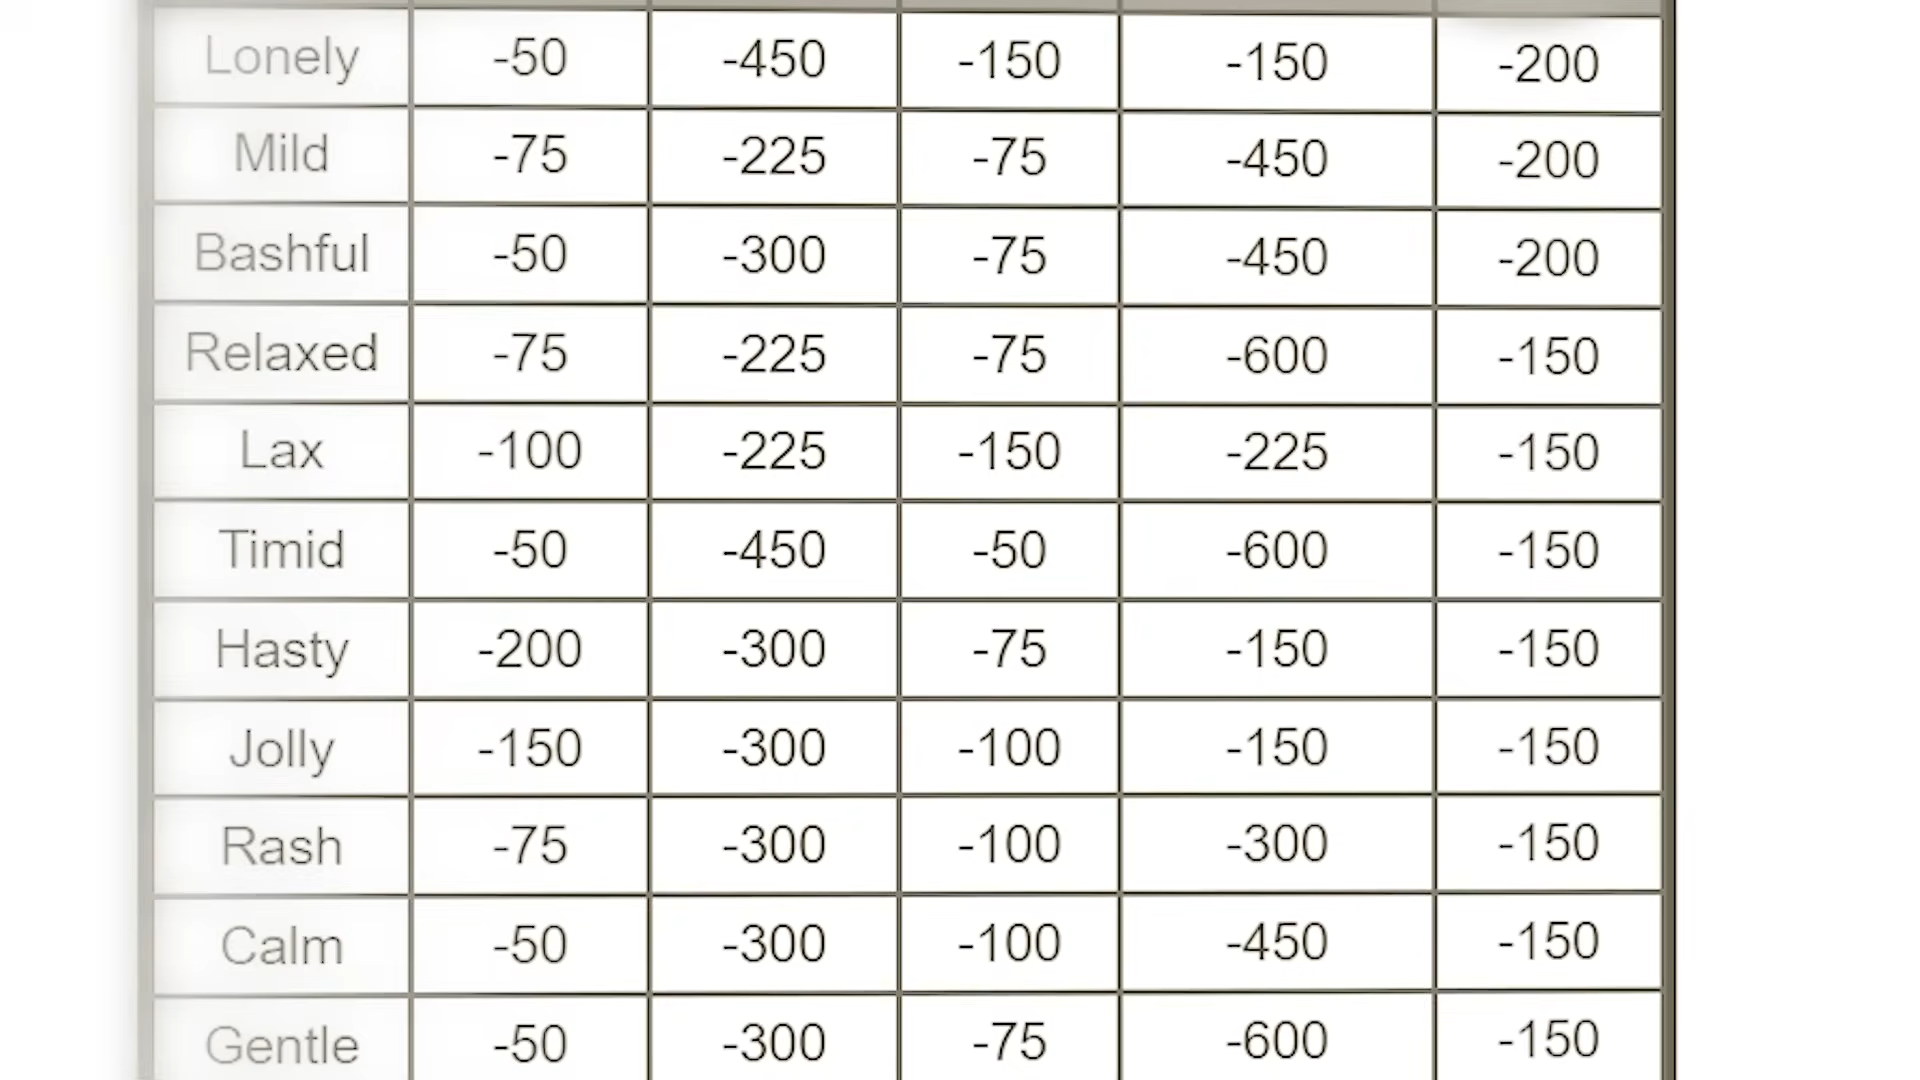 Lonely -50 -450 -150 -150 -200
Mild -75 -225 -75 -450 -200
Bashful -50 -300 -75 -450 -200
Relaxed -75 -225 -75 -600 -150
Lax -100 -225 -150 -225 -150
Timid -50 -450 -50 -600 -150
Hasty -200 -300 -75 -150 -150
Jolly -150 -300 -100 -150 -150
Rash -75 -300 -100 -300 -150
Calm -50 -300 -100 -450 -150
Gentle -50 -300 -75 -600 -150